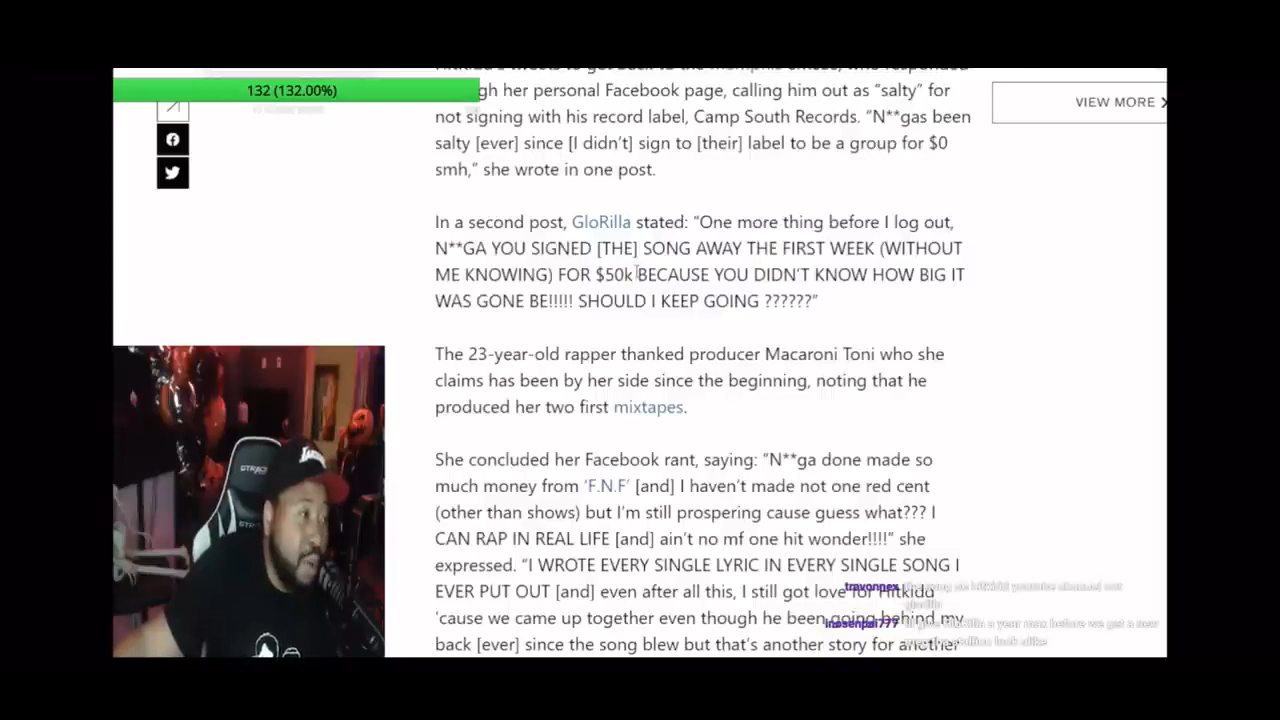 132 (132.00%)
VIEW MORE
gh her personal Facebook page, calling him out as “salty” for
not signing with his record label, Camp South Records. “N**gas been
salty [ever] since [I didn’t] sign to [their] label to be a group for $0
smh,” she wrote in one post.
In a second post, GloRilla stated: “One more thing before I log out,
N**GA YOU SIGNED [THE] SONG AWAY THE FIRST WEEK (WITHOUT
ME KNOWING) FOR $50k BECAUSE YOU DIDN’T KNOW HOW BIG IT
WAS GONE BE!!!!! SHOULD I KEEP GOING ??????”
The 23-year-old rapper thanked producer Macaroni Toni who she
claims has been by her side since the beginning, noting that he
produced her two first mixtapes.
She concluded her Facebook rant, saying: “N**ga done made so
much money from ‘F.N.F’ [and] I haven’t made not one red cent
(other than shows) but I’m still prospering cause guess what??? I
CAN RAP IN REAL LIFE [and] ain’t no mf one hit wonder!!!!” she
expressed. “I WROTE EVERY SINGLE LYRIC IN EVERY SINGLE SONG I
EVER PUT OUT [and] even after all this, I still got love for Hitkidd
‘cause we came up together even though he been going behind my
back [ever] since the song blew but that’s another story for another
travonnex
inosenpai777
GTRACING